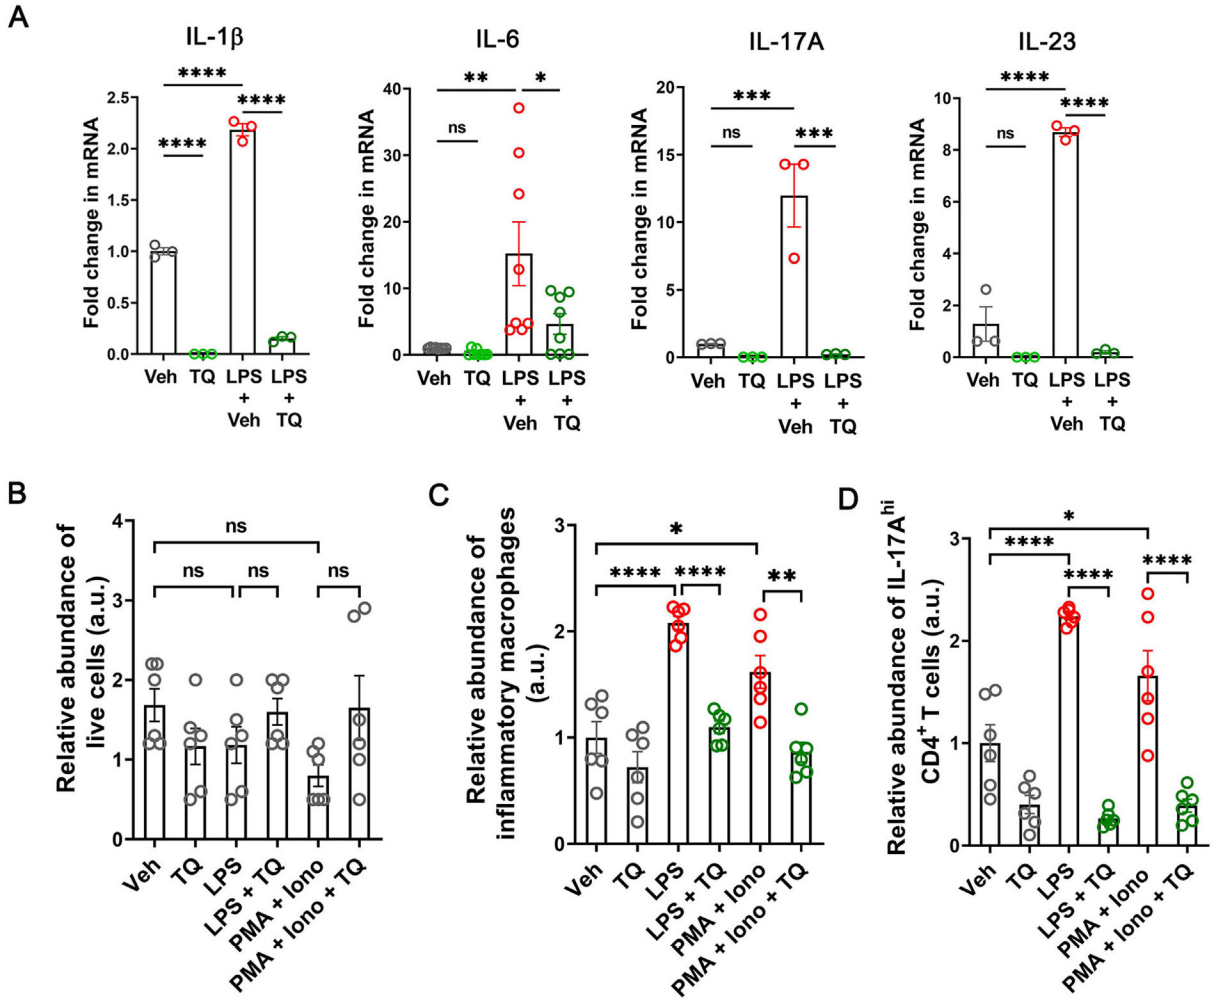 A
IL-1β
Fold change in mRNA
2.5
2.0
1.5
1.0
0.5
0.0
****
****
****
Veh
TQ
LPS
+
Veh
LPS
+
TQ
IL-6
Fold change in mRNA
40
30
20
10
0
**
*
ns
Veh
TQ
LPS
+
Veh
LPS
+
TQ
IL-17A
Fold change in mRNA
20
15
10
5
0
***
ns
***
Veh
TQ
LPS
+
Veh
LPS
+
TQ
IL-23
Fold change in mRNA
10
8
6
4
2
0
****
****
ns
Veh
TQ
LPS
+
Veh
LPS
+
TQ
B
Relative abundance of
live cells (a.u.)
4
3
2
1
0
ns
ns
ns
ns
Veh
TQ
LPS
LPS + TQ
PMA + Iono
PMA + Iono + TQ
C
Relative abundance of
inflammatory macrophages
(a.u.)
3
2
1
0
*
****
****
**
Veh
TQ
LPS
LPS + TQ
PMA + Iono
PMA + Iono + TQ
D
Relative abundance of IL-17Ahi
CD4+T cells (a.u.)
3
2
1
0
*
****
****
****
Veh
TQ
LPS
LPS + TQ
PMA + Iono
PMA + Iono + TQ